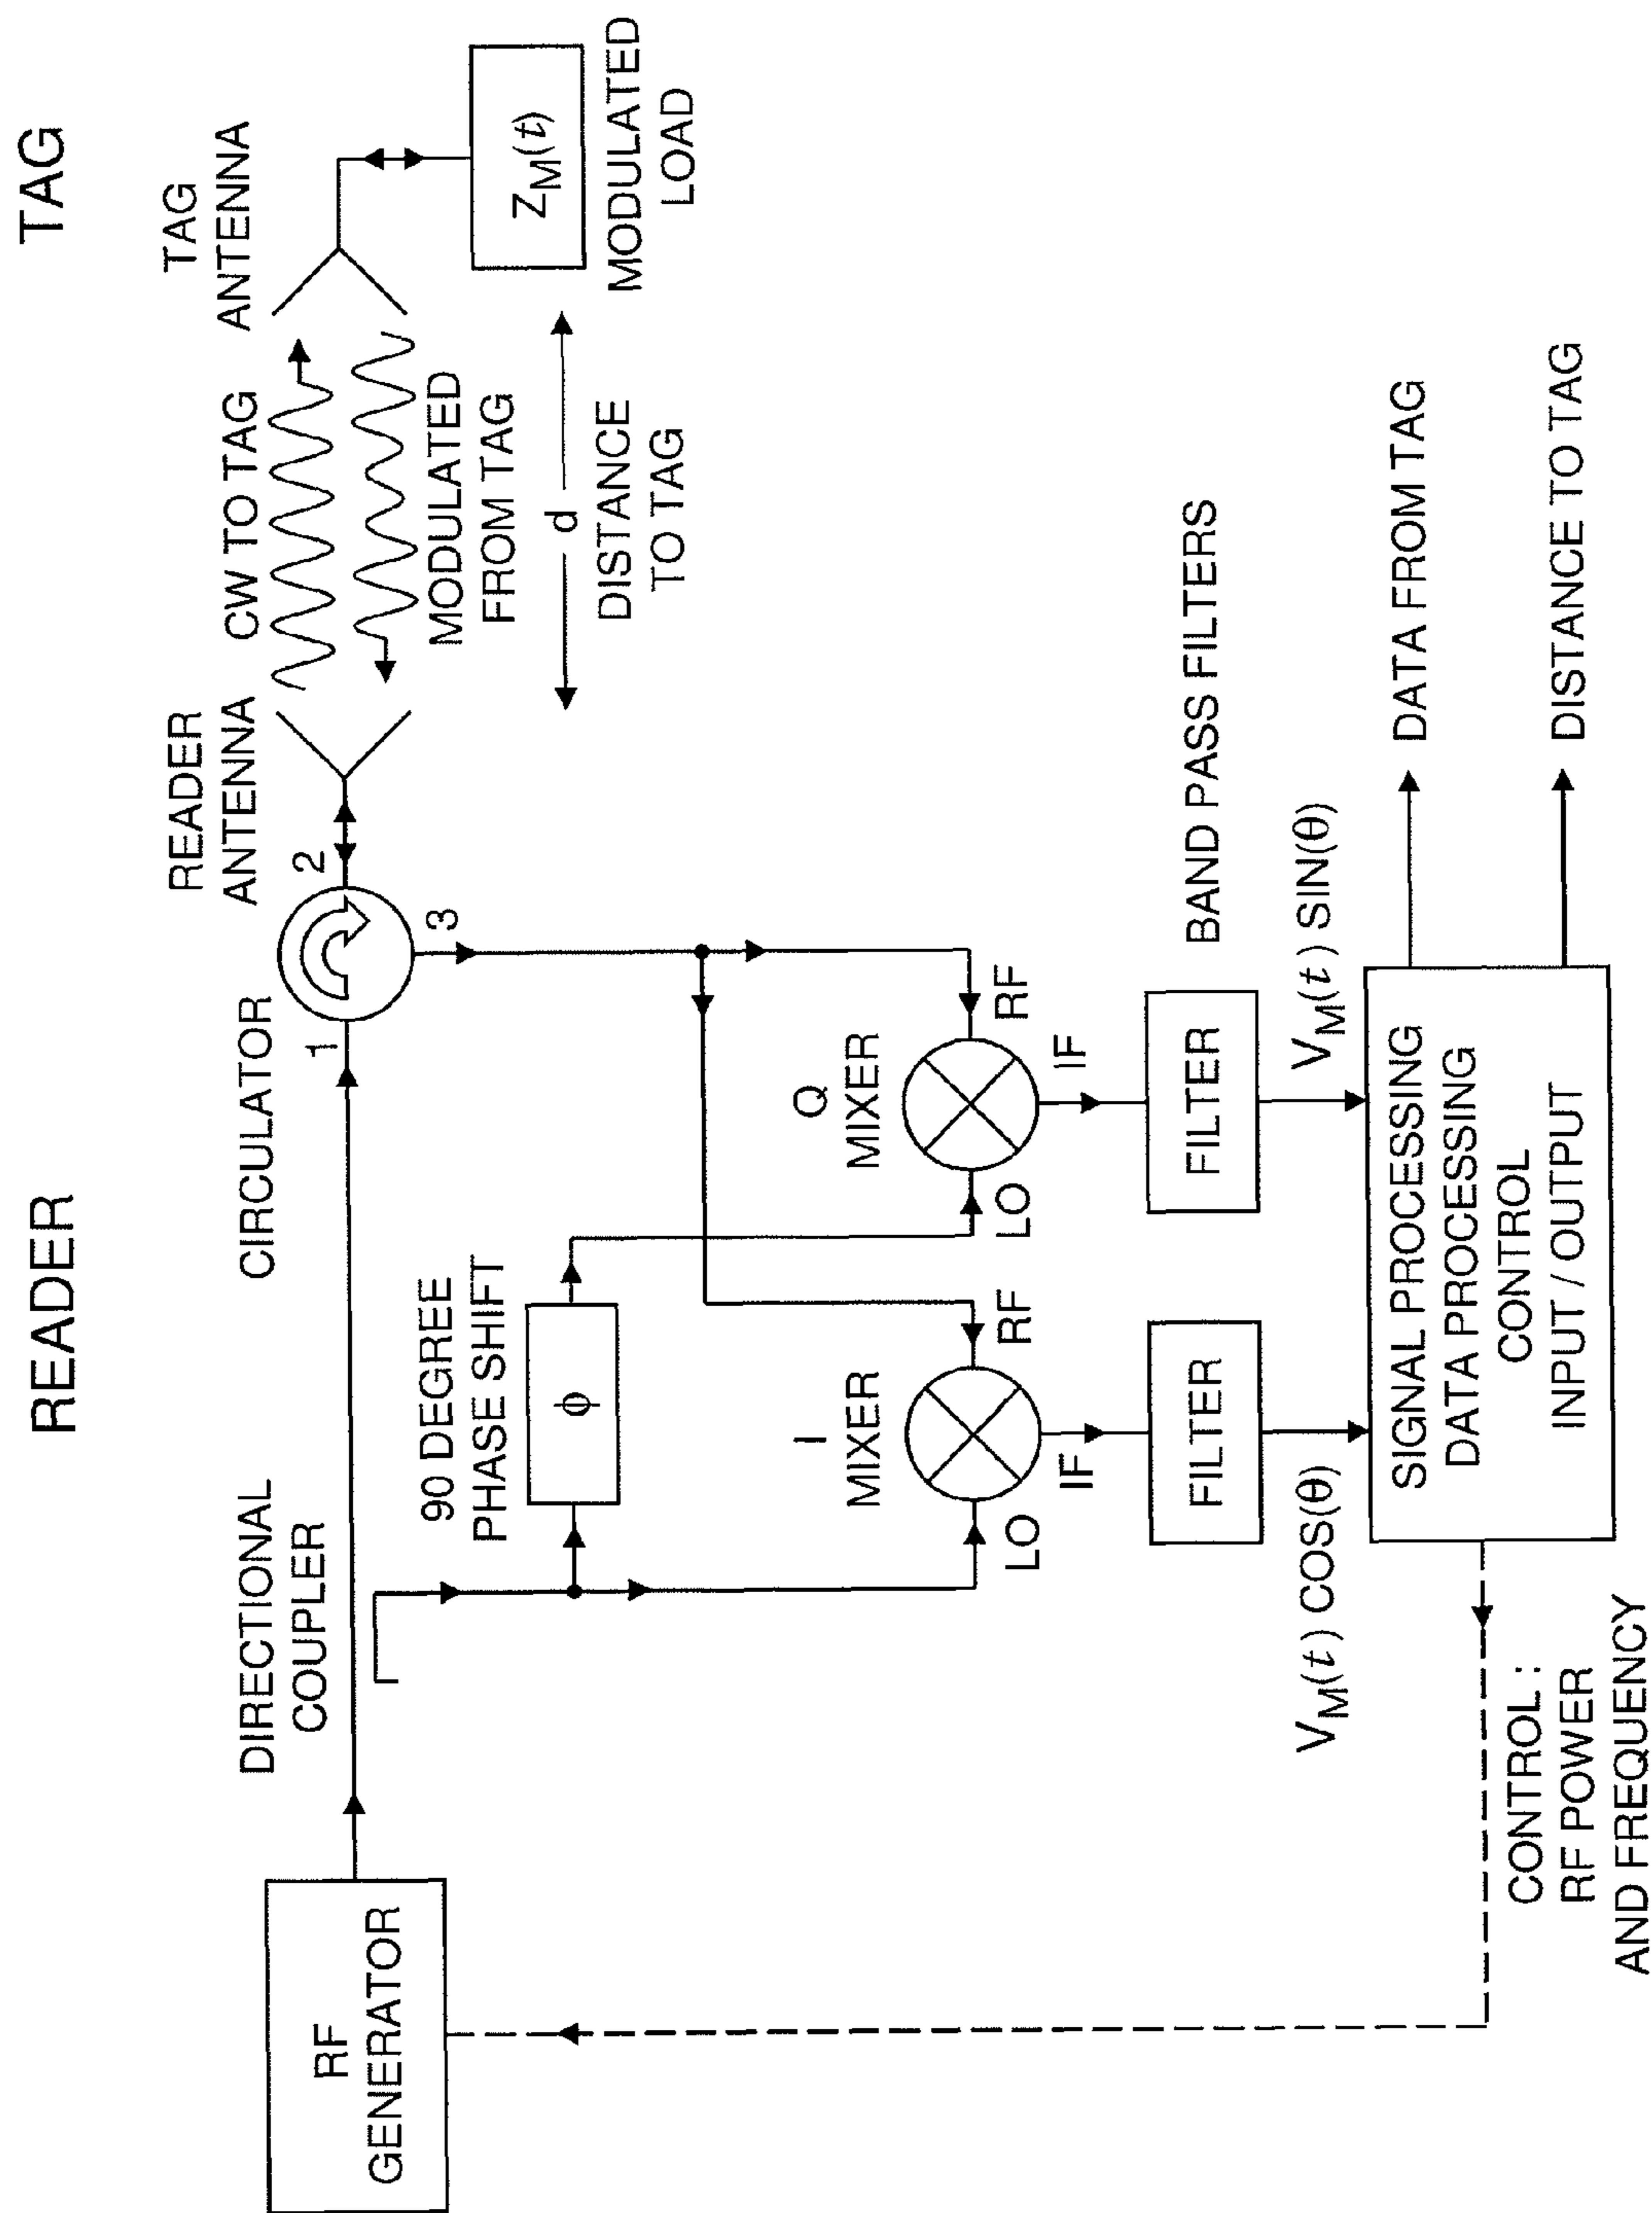 READER
TAG
RF
GENERATOR
DIRECTIONAL
COUPLER
CIRCULATOR
1
2
3
READER
ANTENNA
CW TO TAG
MODULATED
FROM TAG
TAG
ANTENNA
d
DISTANCE
TO TAG
Z_M(t)
MODULATED
LOAD
90 DEGREE
PHASE SHIFT
ϕ
I
MIXER
LO
RF
IF
Q
MIXER
LO
RF
IF
FILTER
FILTER
BAND PASS FILTERS
V_M(t) COS(θ)
V_M(t) SIN(θ)
SIGNAL PROCESSING
DATA PROCESSING
CONTROL
INPUT / OUTPUT
DATA FROM TAG
DISTANCE TO TAG
CONTROL :
RF POWER
AND FREQUENCY